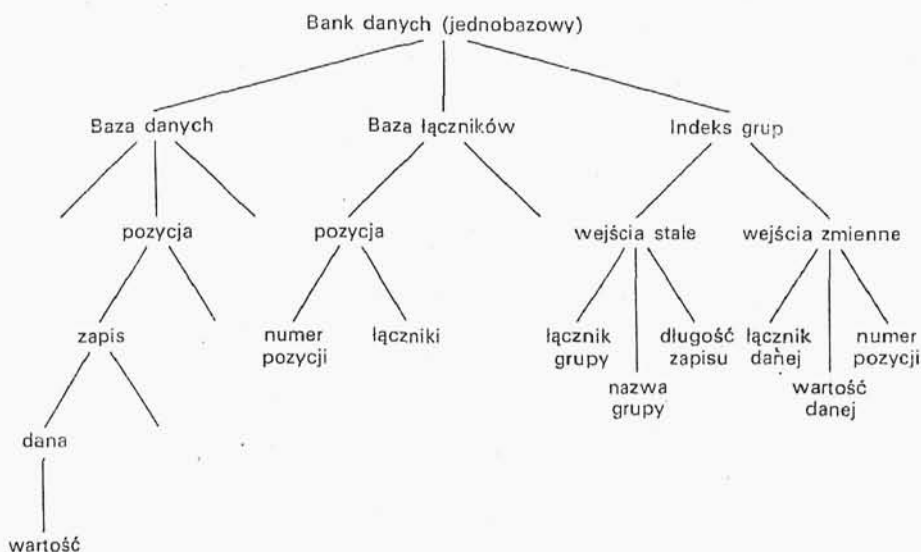 Bank danych (jednobazowy)
Baza danych
Baza łączników
Indeks grup
pozycja
pozycja
wejścia stałe
wejścia zmienne
zapis
numer
pozycji
łączniki
łącznik
grupy
nazwa
grupy
długość
zapisu
łącznik
danej
wartość
danej
numer
pozycji
dana
wartość